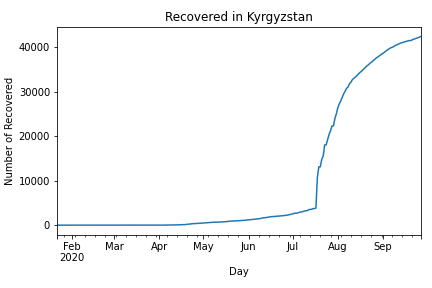 Recovered in Kyrgyzstan
Number of Recovered
40000
30000
20000
10000
0
Feb Mar Apr May Jun Jul Aug Sep
2020
Day